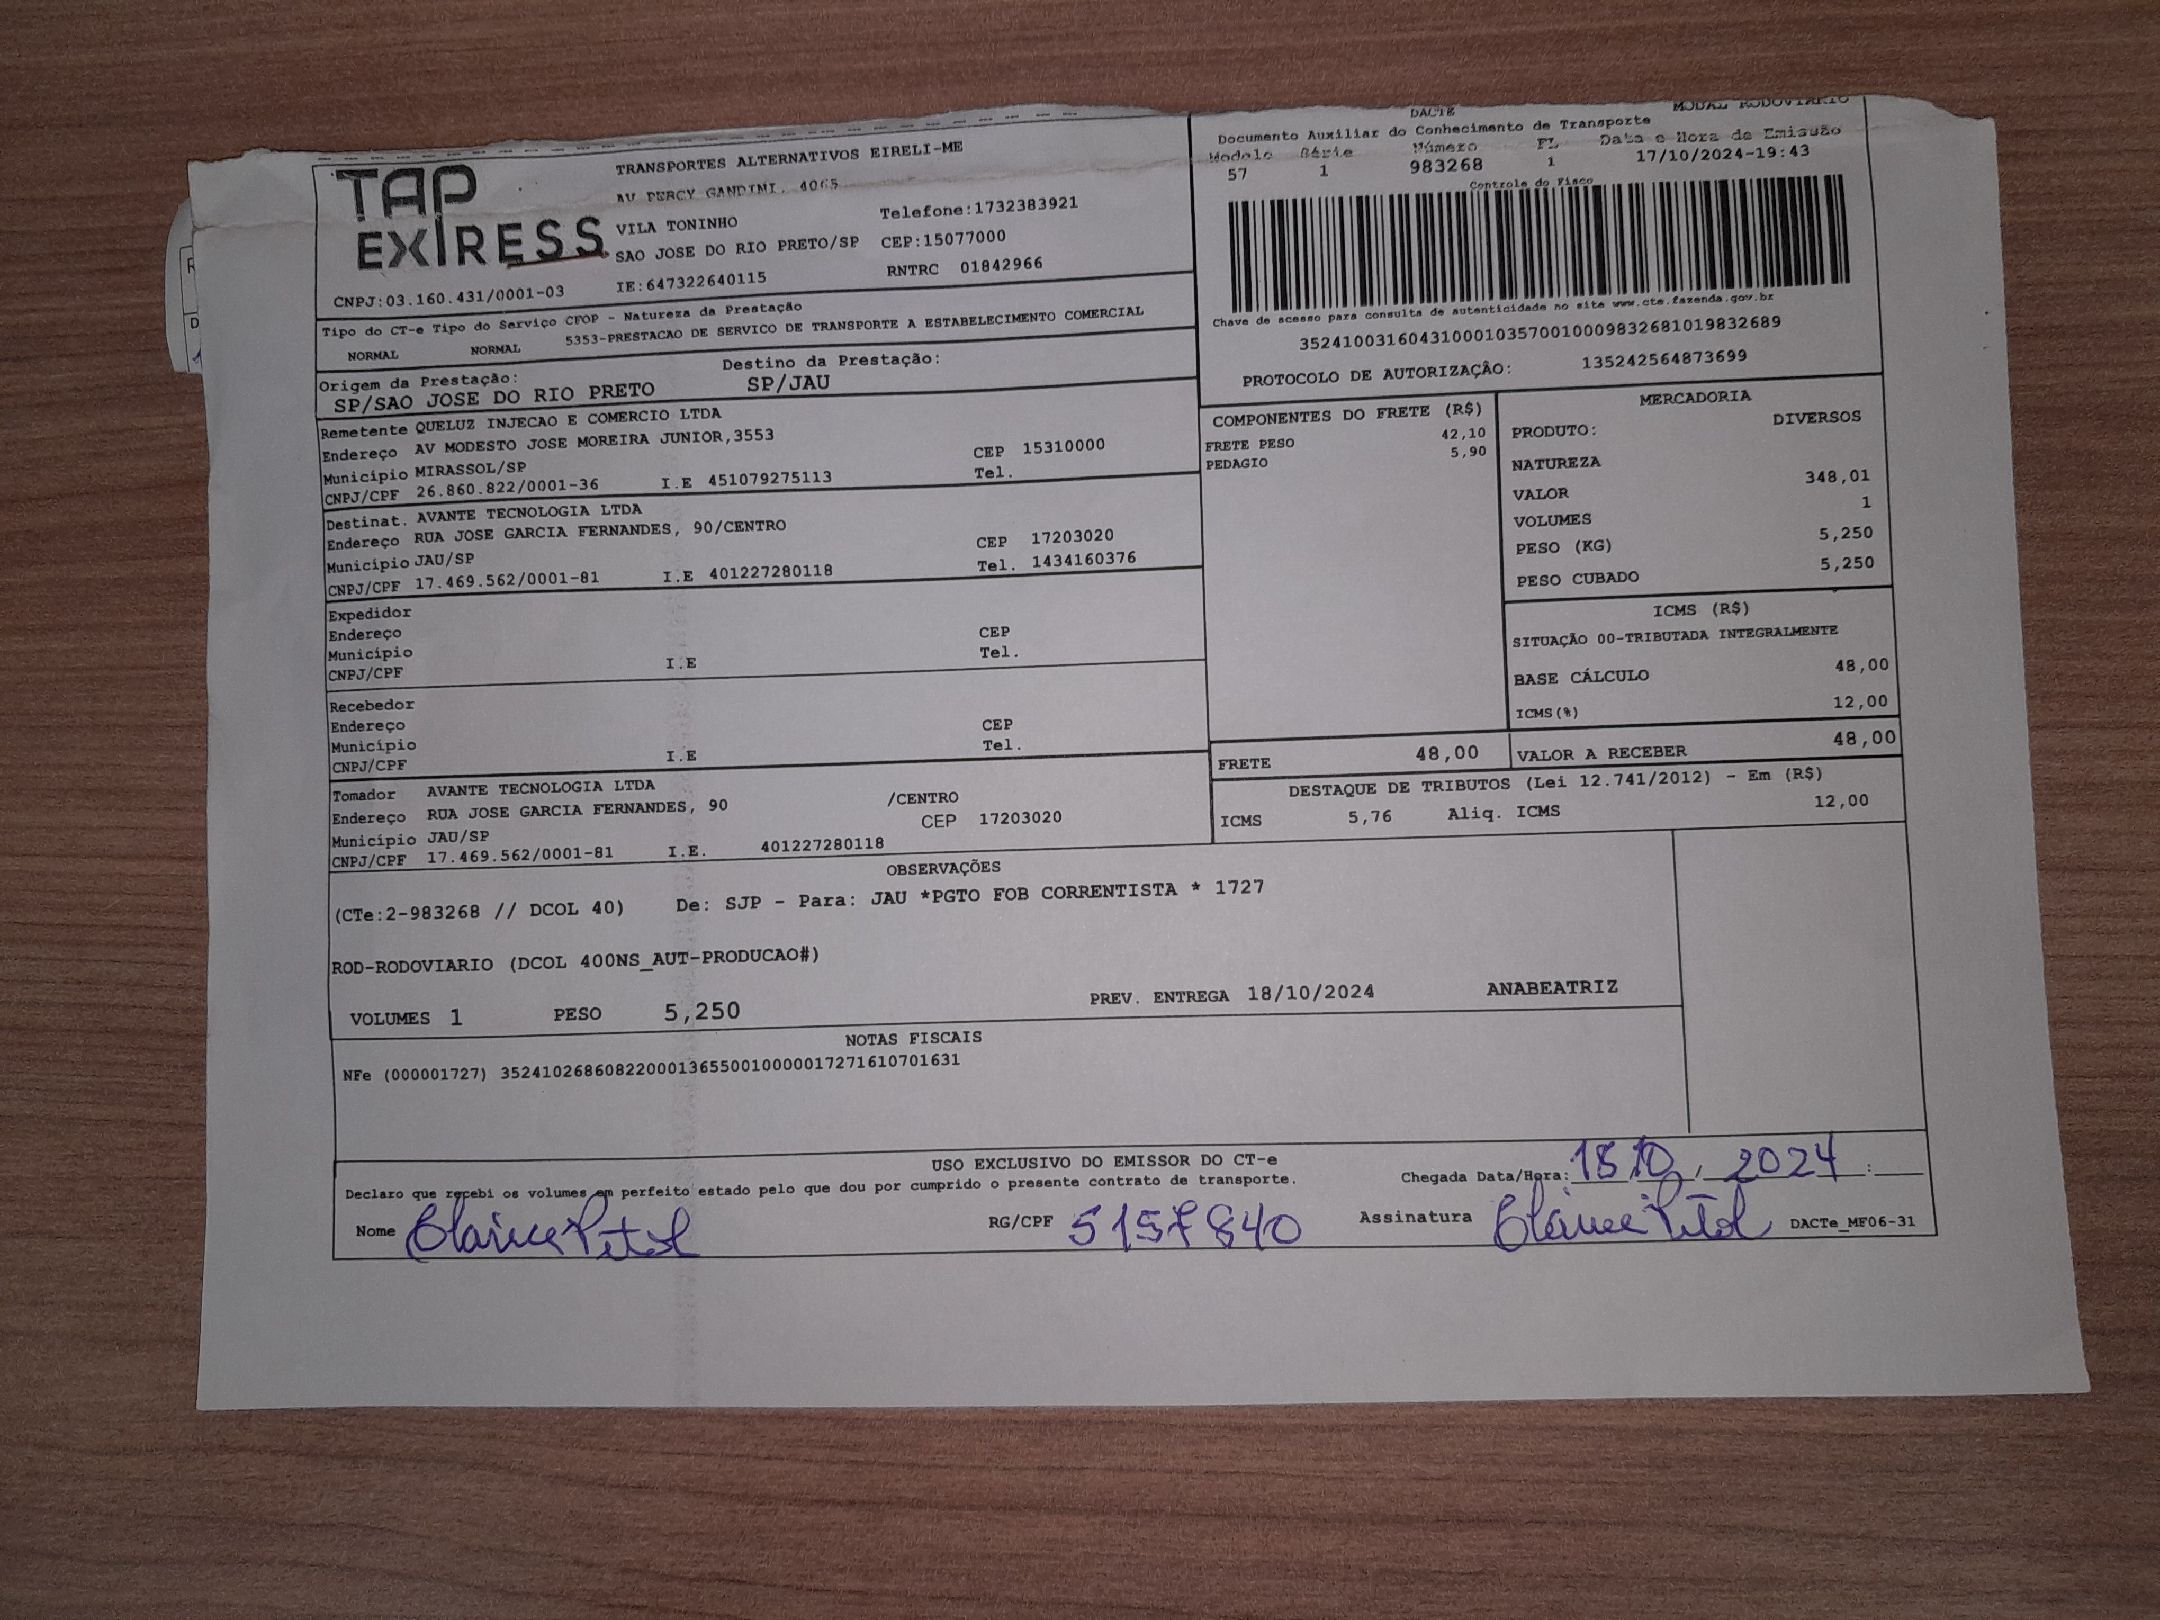 DACTE MODAL RODOVIÁRIO
Documento Auxiliar do Conhecimento de Transporte
Modelo Série Número FL Data e Hora de Emissão
57 1 983268 1 17/10/2024-19:43
Controle do Fisco
Chave de acesso para consulta de autenticidade no site www.cte.fazenda.gov.br
35241003160431000103570010009832681019832689
PROTOCOLO DE AUTORIZAÇÃO: 135242564873699
TAP
EXIRESS
CNPJ:03.160.431/0001-03
TRANSPORTES ALTERNATIVOS EIRELI-ME
AV PERCY GANDINI, 4065
VILA TONINHO Telefone:1732383921
SAO JOSE DO RIO PRETO/SP CEP:15077000
IE:647322640115 RNTRC 01842966
Tipo do CT-e Tipo do Serviço CFOP - Natureza da Prestação
NORMAL NORMAL 5353-PRESTACAO DE SERVICO DE TRANSPORTE A ESTABELECIMENTO COMERCIAL
Origem da Prestação: Destino da Prestação:
SP/SAO JOSE DO RIO PRETO SP/JAU
Remetente QUELUZ INJECAO E COMERCIO LTDA
Endereço AV MODESTO JOSE MOREIRA JUNIOR,3553 CEP 15310000
Município MIRASSOL/SP Tel.
CNPJ/CPF 26.860.822/0001-36 I.E 451079275113
Destinat. AVANTE TECNOLOGIA LTDA
Endereço RUA JOSE GARCIA FERNANDES, 90/CENTRO CEP 17203020
Município JAU/SP Tel. 1434160376
CNPJ/CPF 17.469.562/0001-81 I.E 401227280118
Expedidor
Endereço CEP
Município Tel.
CNPJ/CPF I.E
Recebedor
Endereço CEP
Município Tel.
CNPJ/CPF I.E
Tomador AVANTE TECNOLOGIA LTDA
Endereço RUA JOSE GARCIA FERNANDES, 90 /CENTRO
Município JAU/SP CEP 17203020
CNPJ/CPF 17.469.562/0001-81 I.E. 401227280118
COMPONENTES DO FRETE (R$)
FRETE PESO 42,10
PEDAGIO 5,90
MERCADORIA
PRODUTO: DIVERSOS
NATUREZA
VALOR 348,01
VOLUMES 1
PESO (KG) 5,250
PESO CUBADO 5,250
ICMS (R$)
SITUAÇÃO 00-TRIBUTADA INTEGRALMENTE
BASE CÁLCULO 48,00
ICMS(%) 12,00
FRETE 48,00 VALOR A RECEBER 48,00
DESTAQUE DE TRIBUTOS (Lei 12.741/2012) - Em (R$)
ICMS 5,76 Aliq. ICMS 12,00
OBSERVAÇÕES
(CTe:2-983268 // DCOL 40) De: SJP - Para: JAU *PGTO FOB CORRENTISTA * 1727
ROD-RODOVIARIO (DCOL 400NS_AUT-PRODUCAO#)
VOLUMES 1 PESO 5,250 PREV. ENTREGA 18/10/2024 ANABEATRIZ
NOTAS FISCAIS
NFe (000001727) 35241026860822000136550010000017271610701631
USO EXCLUSIVO DO EMISSOR DO CT-e
Declaro que recebi os volumes em perfeito estado pelo que dou por cumprido o presente contrato de transporte. Chegada Data/Hora: 18 10 / 2024 :
Nome RG/CPF 5157840 Assinatura DACTe_MF06-31